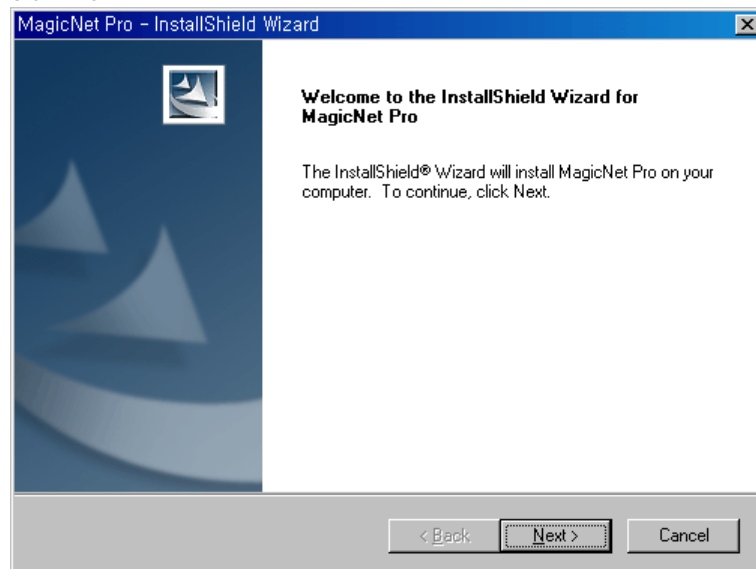 MagicNet Pro - InstallShield Wizard
Welcome to the InstallShield Wizard for
MagicNet Pro
The InstallShield® Wizard will install MagicNet Pro on your
computer. To continue, click Next.
< Back
Next >
Cancel